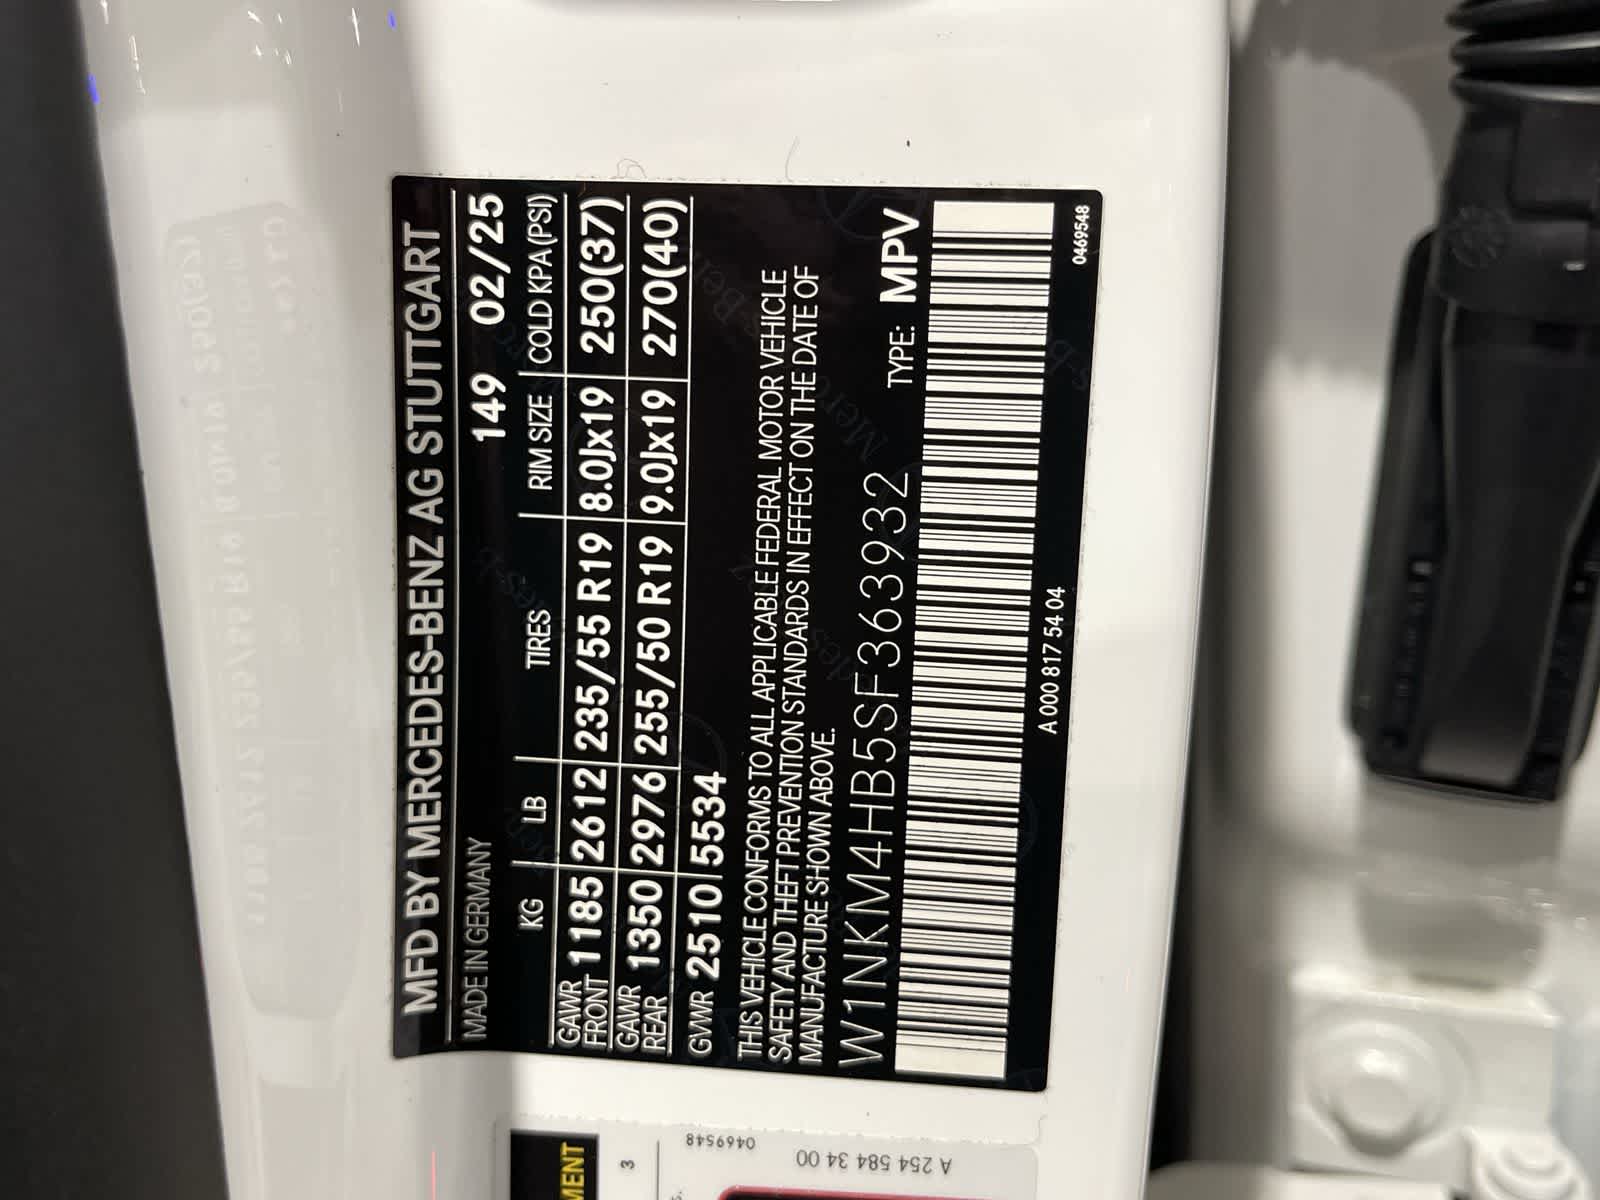 MFD BY MERCEDES-BENZ AG STUTTGART
MADE IN GERMANY 149 02/25
KG LB TIRES RIM SIZE COLD KPA(PSI)
GAWR FRONT 1185 2612 235/55 R19 8.0Jx19 250(37)
GAWR REAR 1350 2976 255/50 R19 9.0Jx19 270(40)
GVWR 2510 5534
THIS VEHICLE CONFORMS TO ALL APPLICABLE FEDERAL MOTOR VEHICLE
SAFETY AND THEFT PREVENTION STANDARDS IN EFFECT ON THE DATE OF
MANUFACTURE SHOWN ABOVE.
W1NKM4HB5SF363932 TYPE: MPV
A 000 817 54 04 0469548
0469548
A 254 584 34 00
3